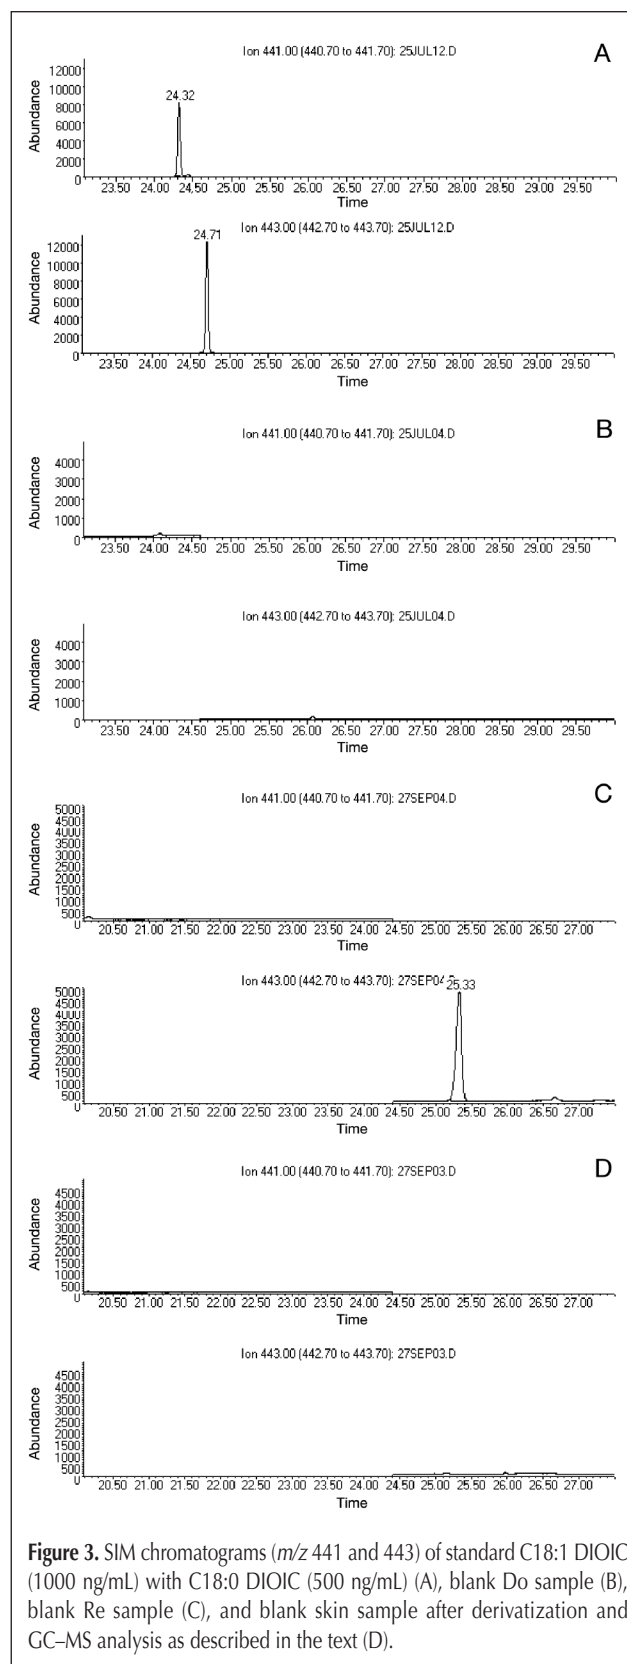 Ion 441.00 (440.70 to 441.70): 25JUL12.D
A
Abundance
12000
10000
8000
6000
4000
2000
0
24.32
23.50 24.00 24.50 25.00 25.50 26.00 26.50 27.00 27.50 28.00 28.50 29.00 29.50
Time
Ion 443.00 (442.70 to 443.70): 25JUL12.D
Abundance
12000
10000
8000
6000
4000
2000
0
24.71
23.50 24.00 24.50 25.00 25.50 26.00 26.50 27.00 27.50 28.00 28.50 29.00 29.50
Time
Ion 441.00 (440.70 to 441.70): 25JUL04.D
B
Abundance
4000
3000
2000
1000
0
23.50 24.00 24.50 25.00 25.50 26.00 26.50 27.00 27.50 28.00 28.50 29.00 29.50
Time
Ion 443.00 (442.70 to 443.70): 25JUL04.D
Abundance
4000
3000
2000
1000
0
23.50 24.00 24.50 25.00 25.50 26.00 26.50 27.00 27.50 28.00 28.50 29.00 29.50
Time
Ion 441.00 (440.70 to 441.70): 27SEP04.D
C
Abundance
5000
4500
4000
3500
3000
2500
2000
1500
1000
500
0
20.50 21.00 21.50 22.00 22.50 23.00 23.50 24.00 24.50 25.00 25.50 26.00 26.50 27.00
Time
Ion 443.00 (442.70 to 443.70): 27SEP04.D
Abundance
5000
4500
4000
3500
3000
2500
2000
1500
1000
500
0
25.33
20.50 21.00 21.50 22.00 22.50 23.00 23.50 24.00 24.50 25.00 25.50 26.00 26.50 27.00
Time
Ion 441.00 (440.70 to 441.70): 27SEP03.D
D
Abundance
4500
4000
3500
3000
2500
2000
1500
1000
500
0
20.50 21.00 21.50 22.00 22.50 23.00 23.50 24.00 24.50 25.00 25.50 26.00 26.50 27.00
Time
Ion 443.00 (442.70 to 443.70): 27SEP03.D
Abundance
4500
4000
3500
3000
2500
2000
1500
1000
500
0
20.50 21.00 21.50 22.00 22.50 23.00 23.50 24.00 24.50 25.00 25.50 26.00 26.50 27.00
Time
Figure 3. SIM chromatograms (m/z 441 and 443) of standard C18:1 DIOIC
(1000 ng/mL) with C18:0 DIOIC (500 ng/mL) (A), blank Do sample (B),
blank Re sample (C), and blank skin sample after derivatization and
GC–MS analysis as described in the text (D).